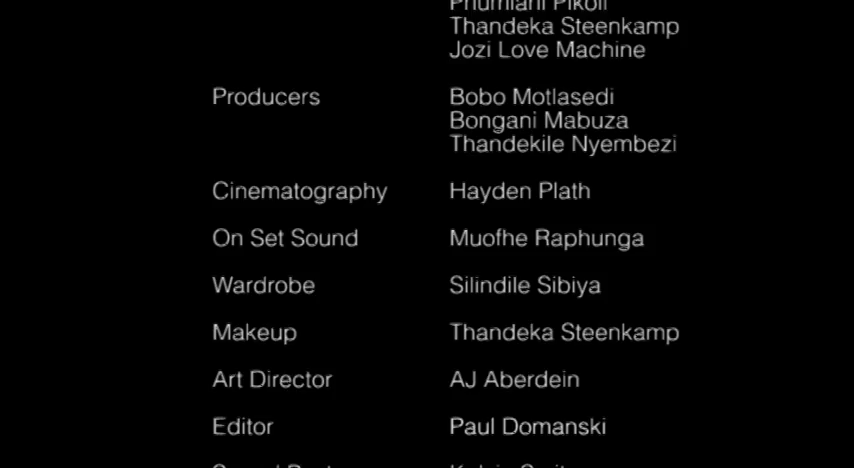 Thandeka Steenkamp
Jozi Love Machine
Producers Bobo Motlasedi
Bongani Mabuza
Thandekile Nyembezi
Cinematography Hayden Plath
On Set Sound Muofhe Raphunga
Wardrobe Silindile Sibiya
Makeup Thandeka Steenkamp
Art Director AJ Aberdein
Editor Paul Domanski